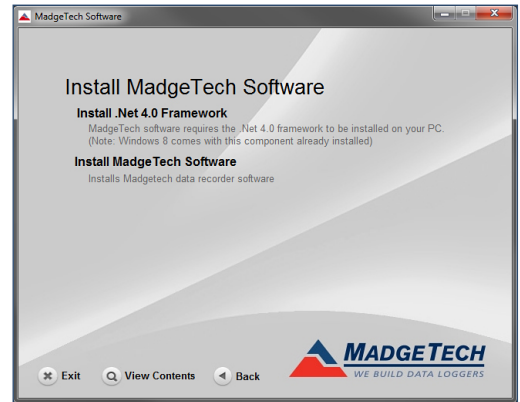 MadgeTech Software
Install MadgeTech Software
Install .Net 4.0 Framework
MadgeTech software requires the .Net 4.0 framework to be installed on your PC.
(Note: Windows 8 comes with this component already installed)
Install MadgeTech Software
Installs Madgetech data recorder software
Exit
View Contents
Back
MADGETECH
WE BUILD DATA LOGGERS